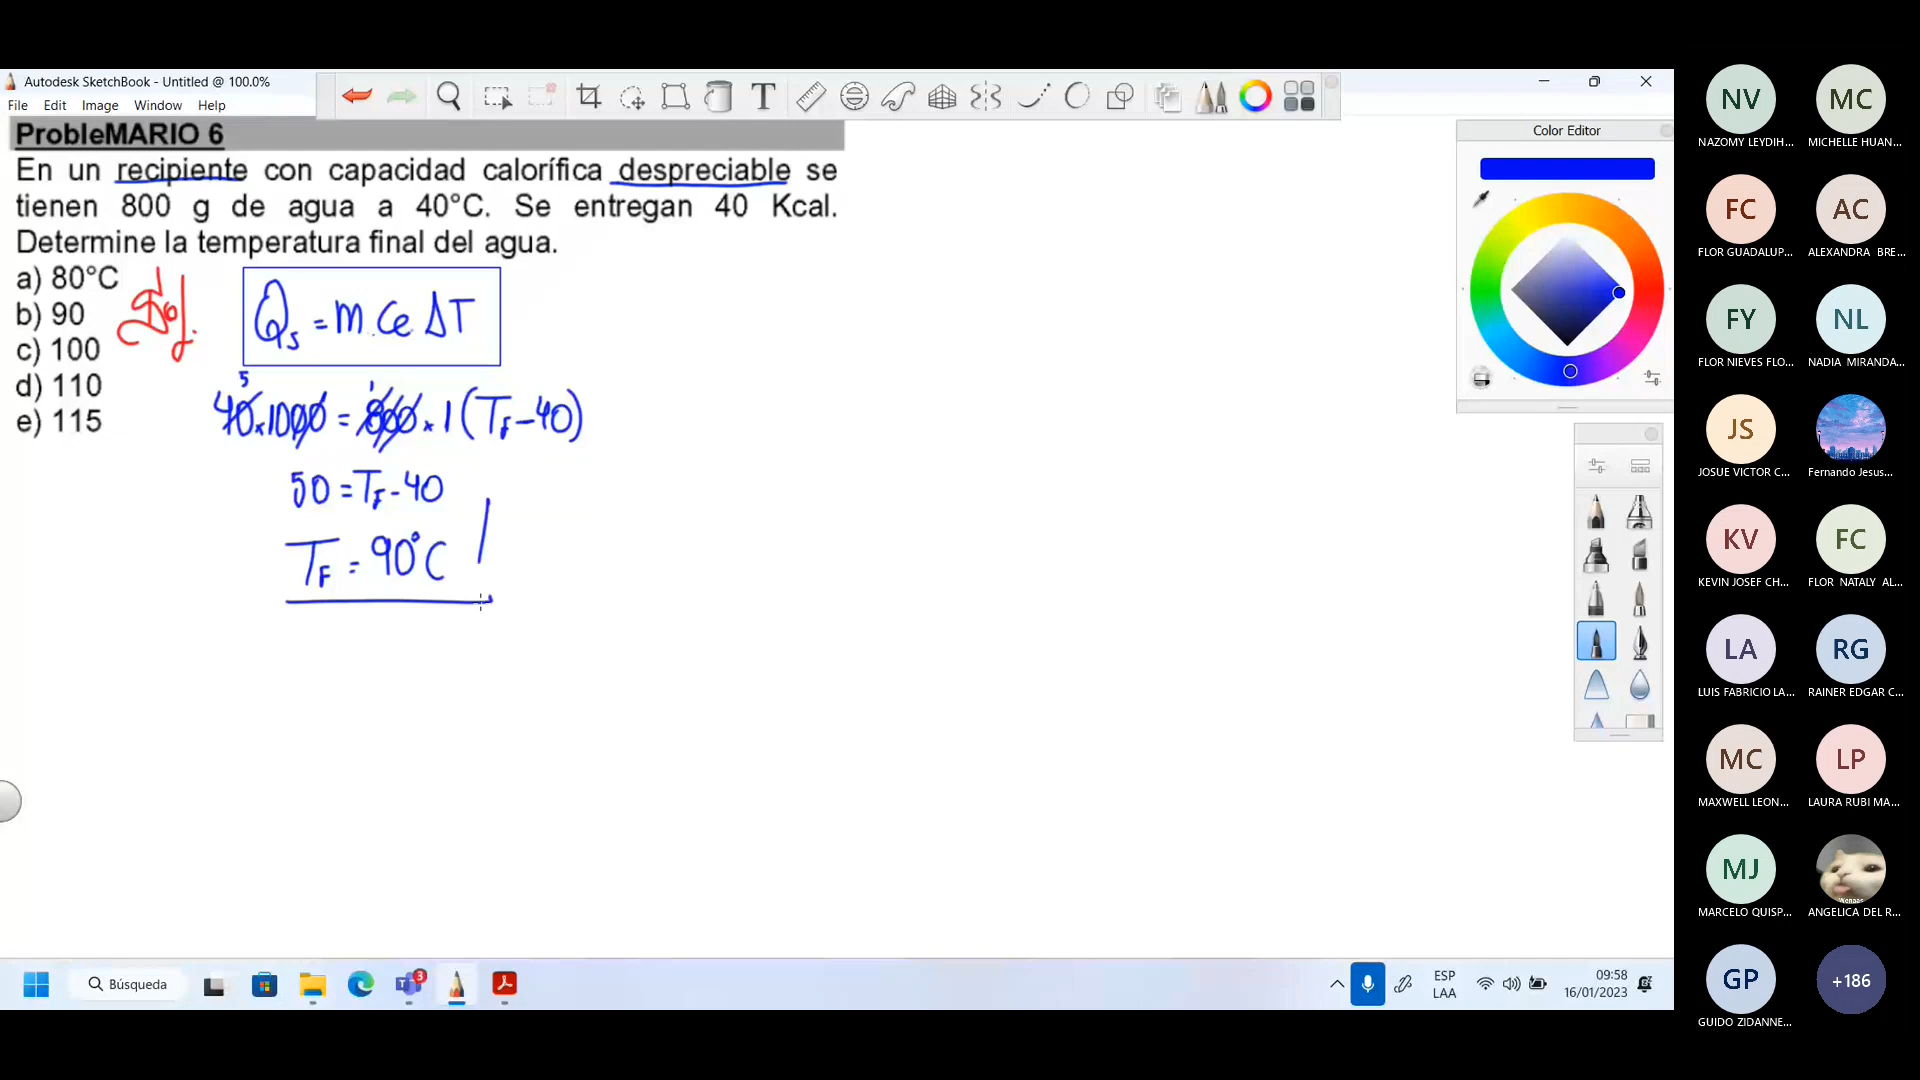 Autodesk SketchBook - Untitled @ 100.0%
File Edit Image Window Help
ProbleMARIO 6
En un recipiente con capacidad calorífica despreciable se
tienen 800 g de agua a 40°C. Se entregan 40 Kcal.
Determine la temperatura final del agua.
a) 80°C
b) 90
c) 100
d) 110
e) 115
Sol.
Qs = m.Ce ΔT
5 1
40×1000 = 800 × 1 (TF - 40)
50 = TF - 40
TF = 90°C
Color Editor
NV MC
NAZOMY LEYDIH... MICHELLE HUAN...
FC AC
FLOR GUADALUP... ALEXANDRA BRE...
FY NL
FLOR NIEVES FLO... NADIA MIRANDA...
JS
JOSUE VICTOR C... Fernando Jesus...
KV FC
KEVIN JOSEF CH... FLOR NATALY AL...
LA RG
LUIS FABRICIO LA... RAINER EDGAR C...
MC LP
MAXWELL LEON... LAURA RUBI MA...
MJ
MARCELO QUISP... ANGELICA DEL R...
GP +186
GUIDO ZIDANNE...
Búsqueda
3
ESP
LAA
09:58
16/01/2023